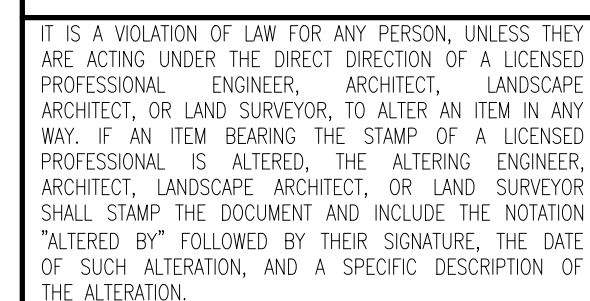 IT IS A VIOLATION OF LAW FOR ANY PERSON, UNLESS THEY
ARE ACTING UNDER THE DIRECT DIRECTION OF A LICENSED
PROFESSIONAL ENGINEER, ARCHITECT, LANDSCAPE
ARCHITECT, OR LAND SURVEYOR, TO ALTER AN ITEM IN ANY
WAY. IF AN ITEM BEARING THE STAMP OF A LICENSED
PROFESSIONAL IS ALTERED, THE ALTERING ENGINEER,
ARCHITECT, LANDSCAPE ARCHITECT, OR LAND SURVEYOR
SHALL STAMP THE DOCUMENT AND INCLUDE THE NOTATION
"ALTERED BY" FOLLOWED BY THEIR SIGNATURE, THE DATE
OF SUCH ALTERATION, AND A SPECIFIC DESCRIPTION OF
THE ALTERATION.